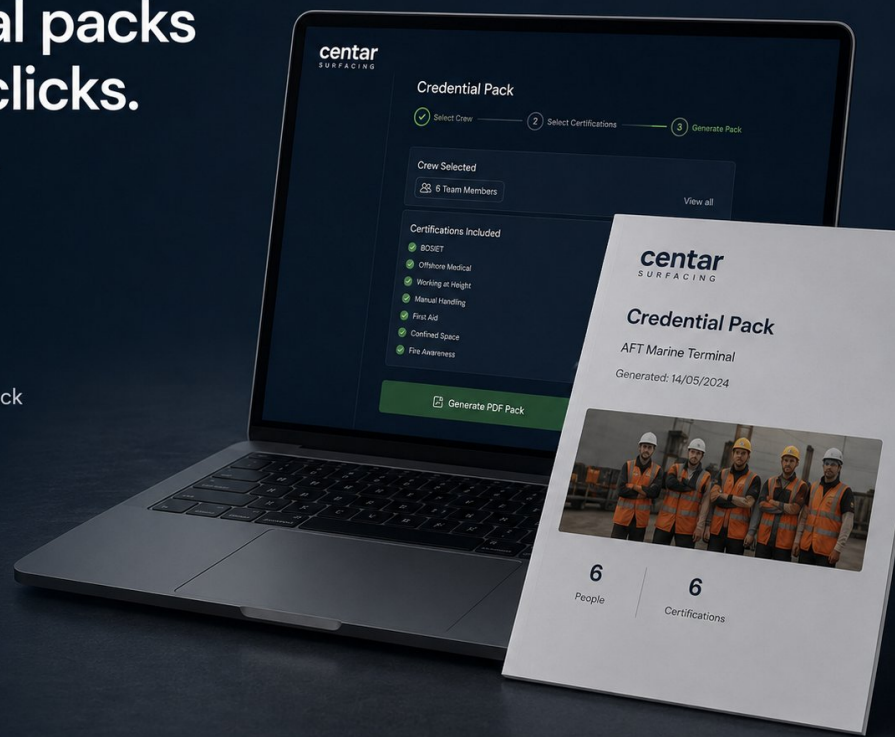 al packs
clicks.
ck
centar
SURFACING
Credential Pack
Select Crew
2 Select Certifications
3 Generate Pack
Crew Selected
6 Team Members
View all
Certifications Included
BOSIET
Offshore Medical
Working at Height
Manual Handling
First Aid
Confined Space
Fire Awareness
Generate PDF Pack
centar
SURFACING
Credential Pack
AFT Marine Terminal
Generated: 14/05/2024
6
People
6
Certifications